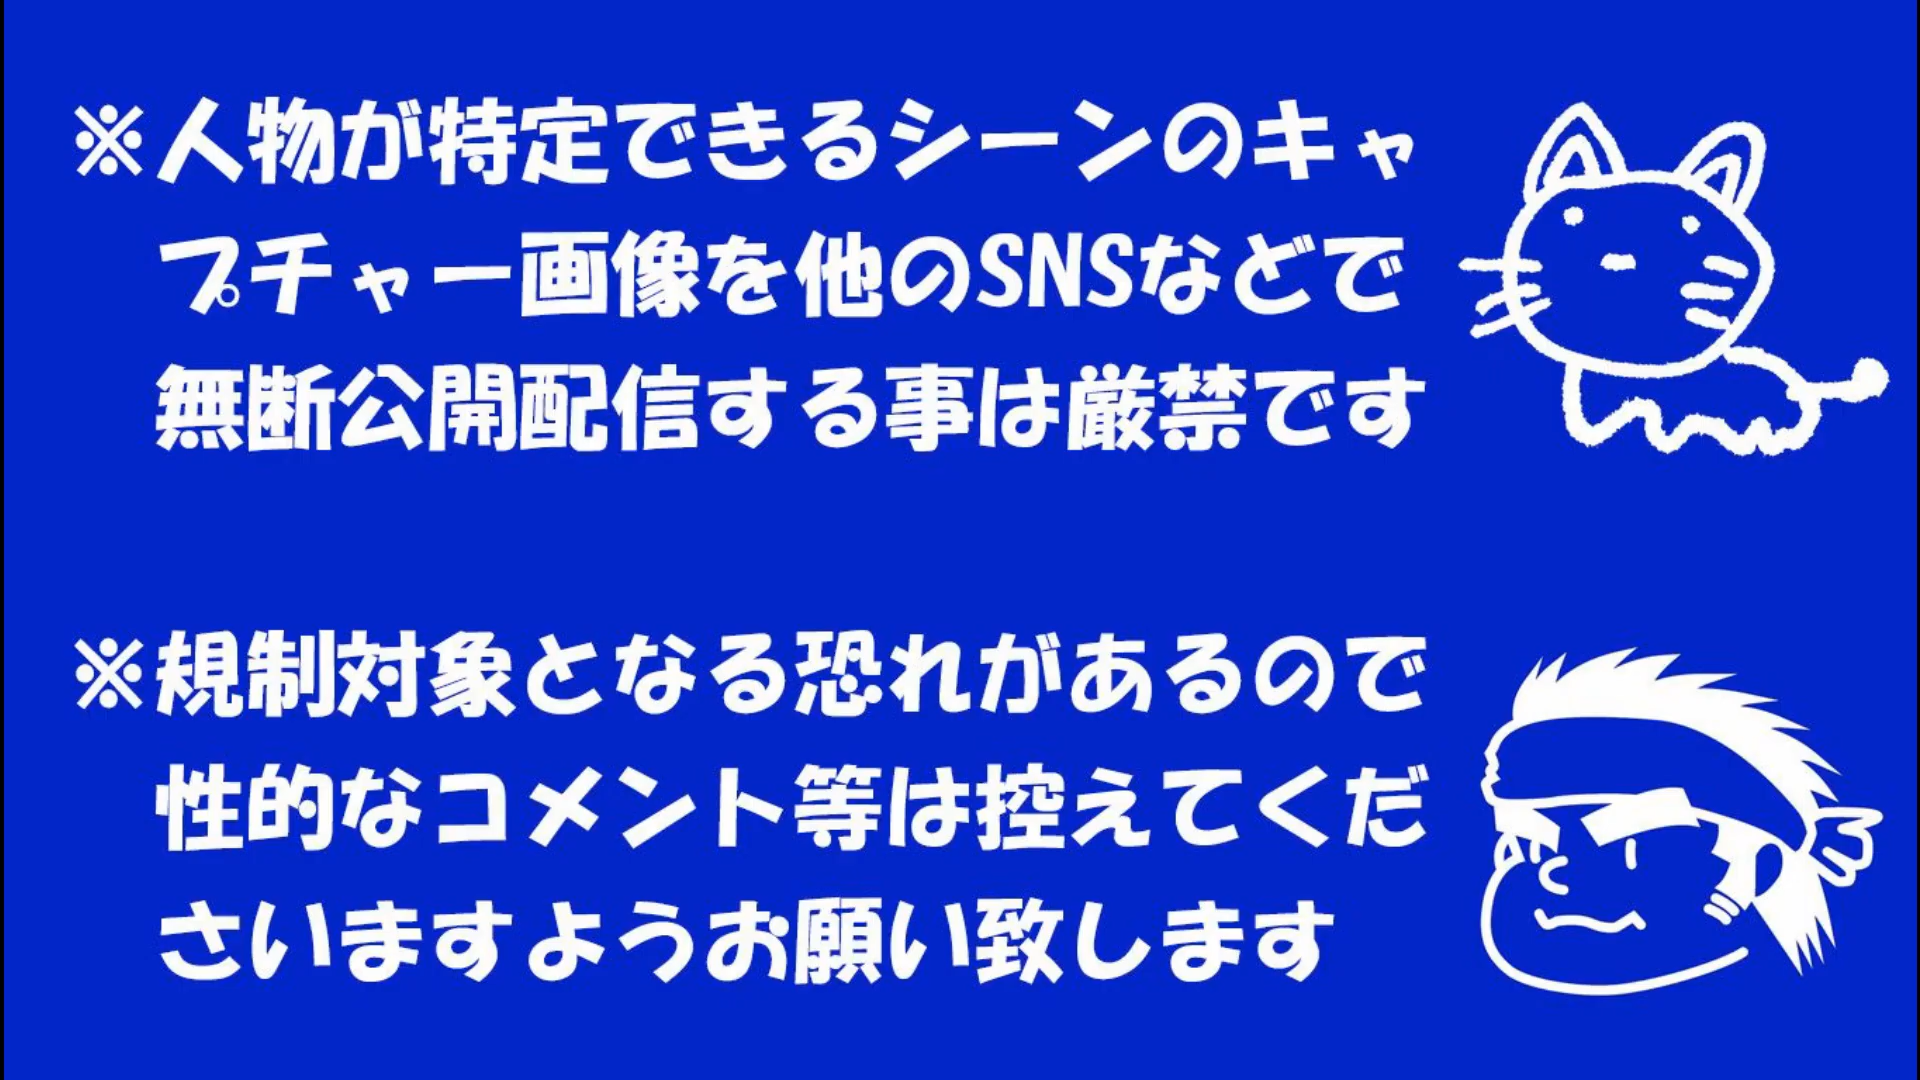 ※人物が特定できるシーンのキャ
プチャー画像を他のSNSなどで
無断公開配信する事は厳禁です
※規制対象となる恐れがあるので
性的なコメント等は控えてくだ
さいますようお願い致します